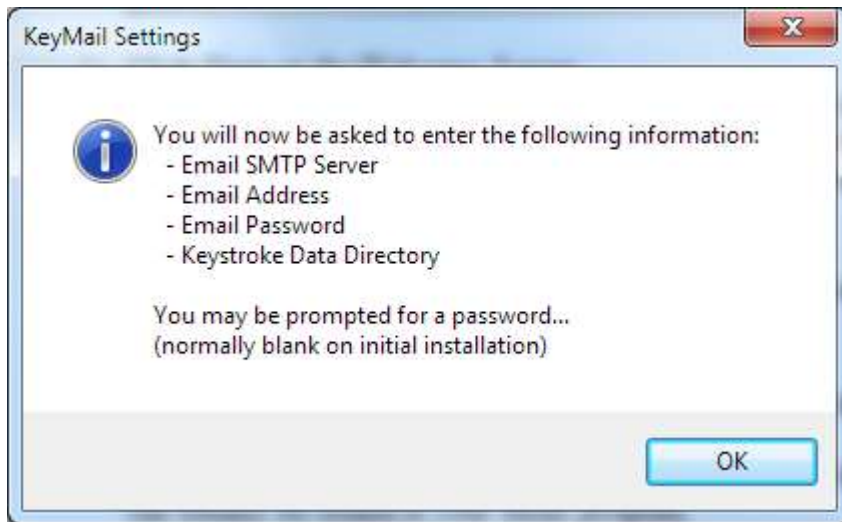 KeyMail Settings
You will now be asked to enter the following information:
- Email SMTP Server
- Email Address
- Email Password
- Keystroke Data Directory
You may be prompted for a password...
(normally blank on initial installation)
OK